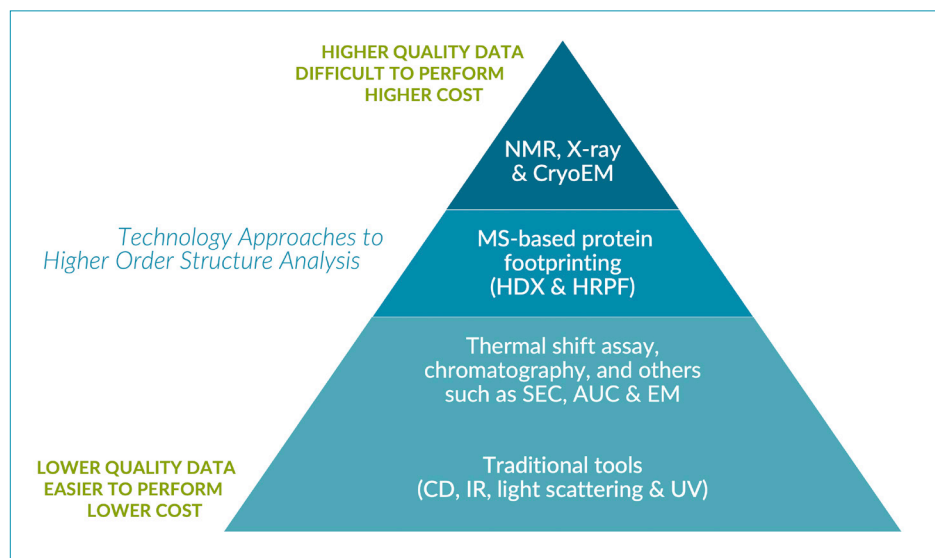 HIGHER QUALITY DATA
DIFFICULT TO PERFORM
HIGHER COST
NMR, X-ray
& CryoEM
Technology Approaches to
Higher Order Structure Analysis
MS-based protein
footprinting
(HDX & HRPF)
Thermal shift assay,
chromatography, and others
such as SEC, AUC & EM
LOWER QUALITY DATA
EASIER TO PERFORM
LOWER COST
Traditional tools
(CD, IR, light scattering & UV)